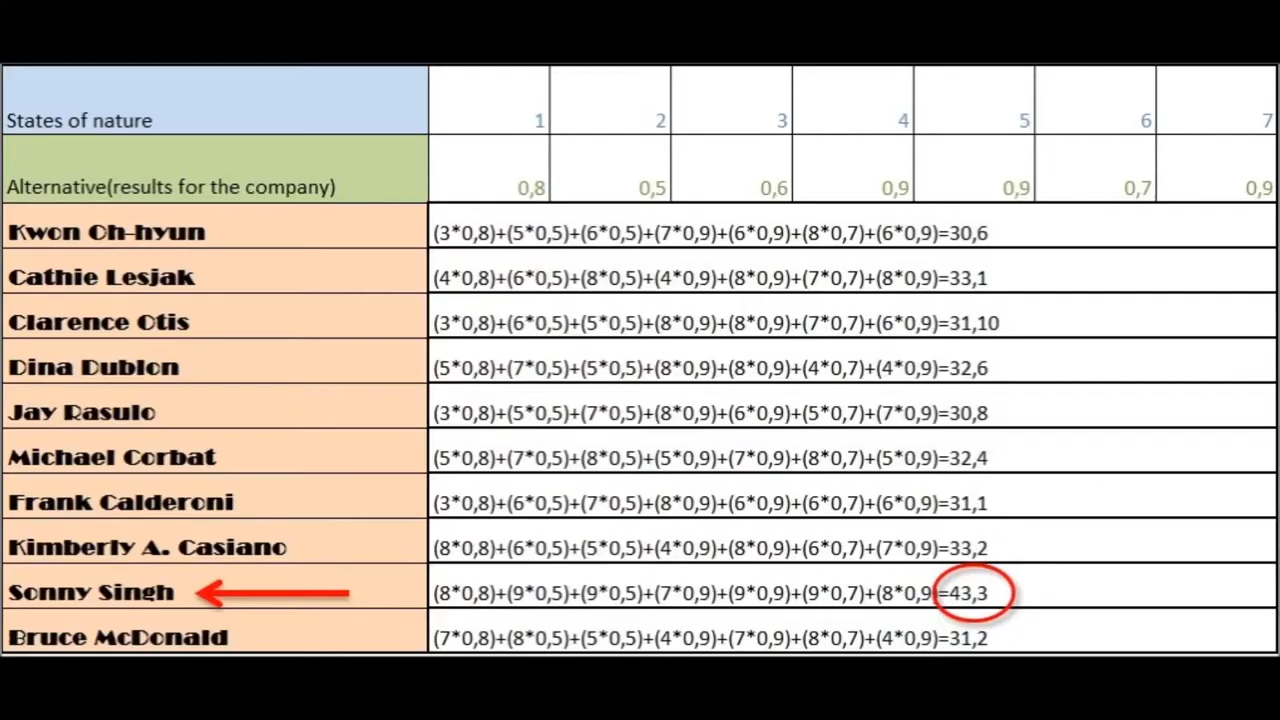 States of nature 1 2 3 4 5 6 7
Alternative(results for the company) 0,8 0,5 0,6 0,9 0,9 0,7 0,9
Kwon Oh-hyun (3*0,8)+(5*0,5)+(6*0,5)+(7*0,9)+(6*0,9)+(8*0,7)+(6*0,9)=30,6
Cathie Lesjak (4*0,8)+(6*0,5)+(8*0,5)+(4*0,9)+(8*0,9)+(7*0,7)+(8*0,9)=33,1
Clarence Otis (3*0,8)+(6*0,5)+(5*0,5)+(8*0,9)+(8*0,9)+(7*0,7)+(6*0,9)=31,10
Dina Dublon (5*0,8)+(7*0,5)+(5*0,5)+(8*0,9)+(8*0,9)+(4*0,7)+(4*0,9)=32,6
Jay Rasulo (3*0,8)+(5*0,5)+(7*0,5)+(8*0,9)+(6*0,9)+(5*0,7)+(7*0,9)=30,8
Michael Corbat (5*0,8)+(7*0,5)+(8*0,5)+(5*0,9)+(7*0,9)+(8*0,7)+(5*0,9)=32,4
Frank Calderoni (3*0,8)+(6*0,5)+(7*0,5)+(8*0,9)+(6*0,9)+(6*0,7)+(6*0,9)=31,1
Kimberly A. Casiano (8*0,8)+(6*0,5)+(5*0,5)+(4*0,9)+(8*0,9)+(6*0,7)+(7*0,9)=33,2
Sonny Singh (8*0,8)+(9*0,5)+(9*0,5)+(7*0,9)+(9*0,9)+(9*0,7)+(8*0,9)=43,3
Bruce McDonald (7*0,8)+(8*0,5)+(5*0,5)+(4*0,9)+(7*0,9)+(8*0,7)+(4*0,9)=31,2